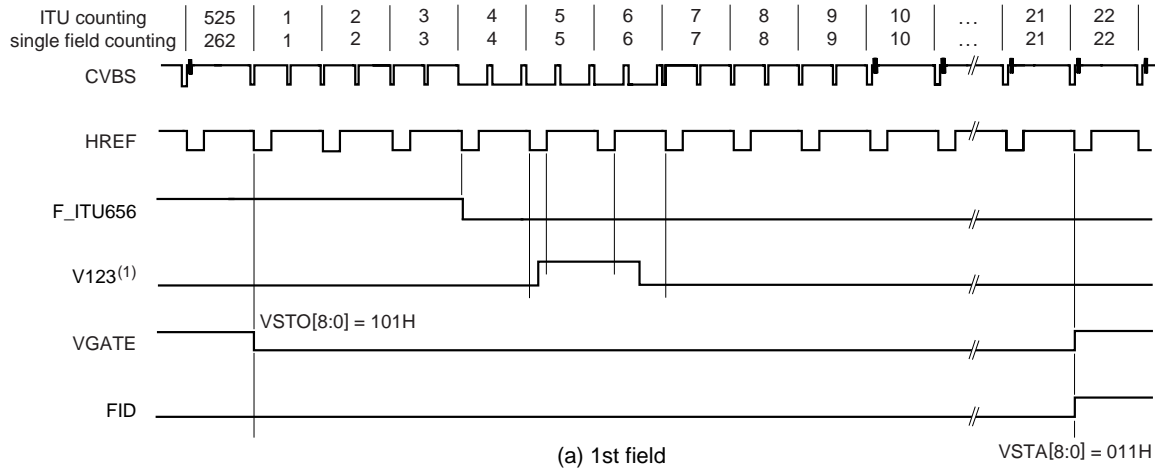 ITU counting 525 1 2 3 4 5 6 7 8 9 10 ... 21 22
single field counting 262 1 2 3 4 5 6 7 8 9 10 ... 21 22
CVBS
HREF
F_ITU656
V123(1)
VSTO[8:0] = 101H
VGATE
FID
(a) 1st field
VSTA[8:0] = 011H